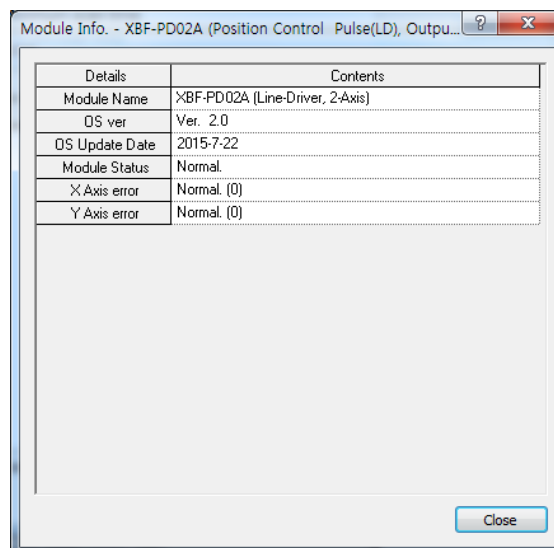 Module Info. - XBF-PD02A (Position Control Pulse(LD), Outpu...
Details Contents
Module Name XBF-PD02A (Line-Driver, 2-Axis)
OS ver Ver. 2.0
OS Update Date 2015-7-22
Module Status Normal.
X Axis error Normal. (0)
Y Axis error Normal. (0)
Close